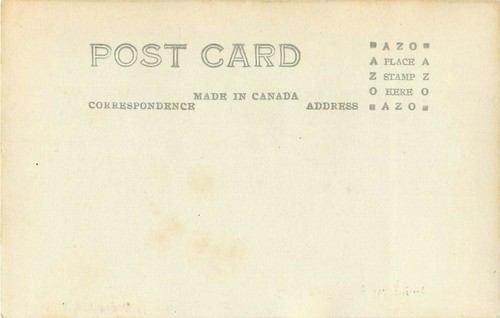 POST CARD
MADE IN CANADA
CORRESPONDENCE
ADDRESS
AZO
A PLACE A
Z STAMP Z
O HERE O
AZO